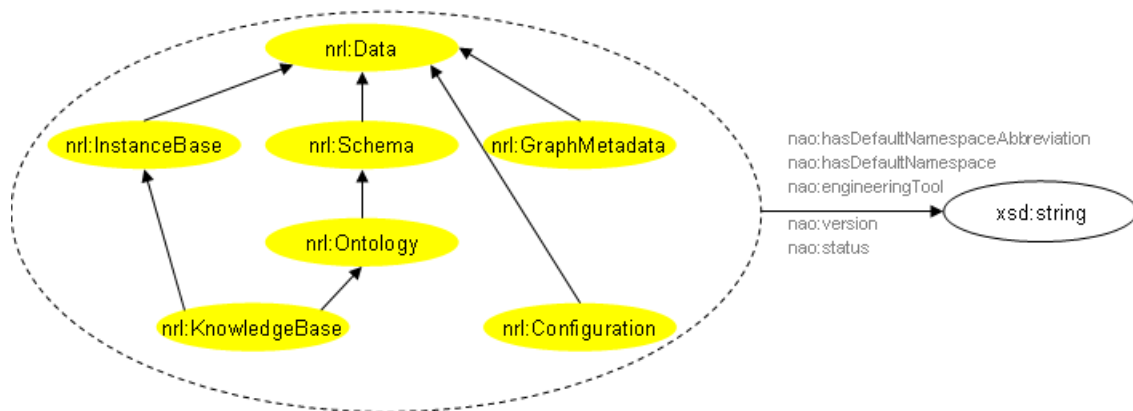 nrl:Data
nrl:InstanceBase
nrl:Schema
nrl:GraphMetadata
nrl:Ontology
nrl:KnowledgeBase
nrl:Configuration
nao:hasDefaultNamespaceAbbreviation
nao:hasDefaultNamespace
nao:engineeringTool
nao:version
nao:status
xsd:string